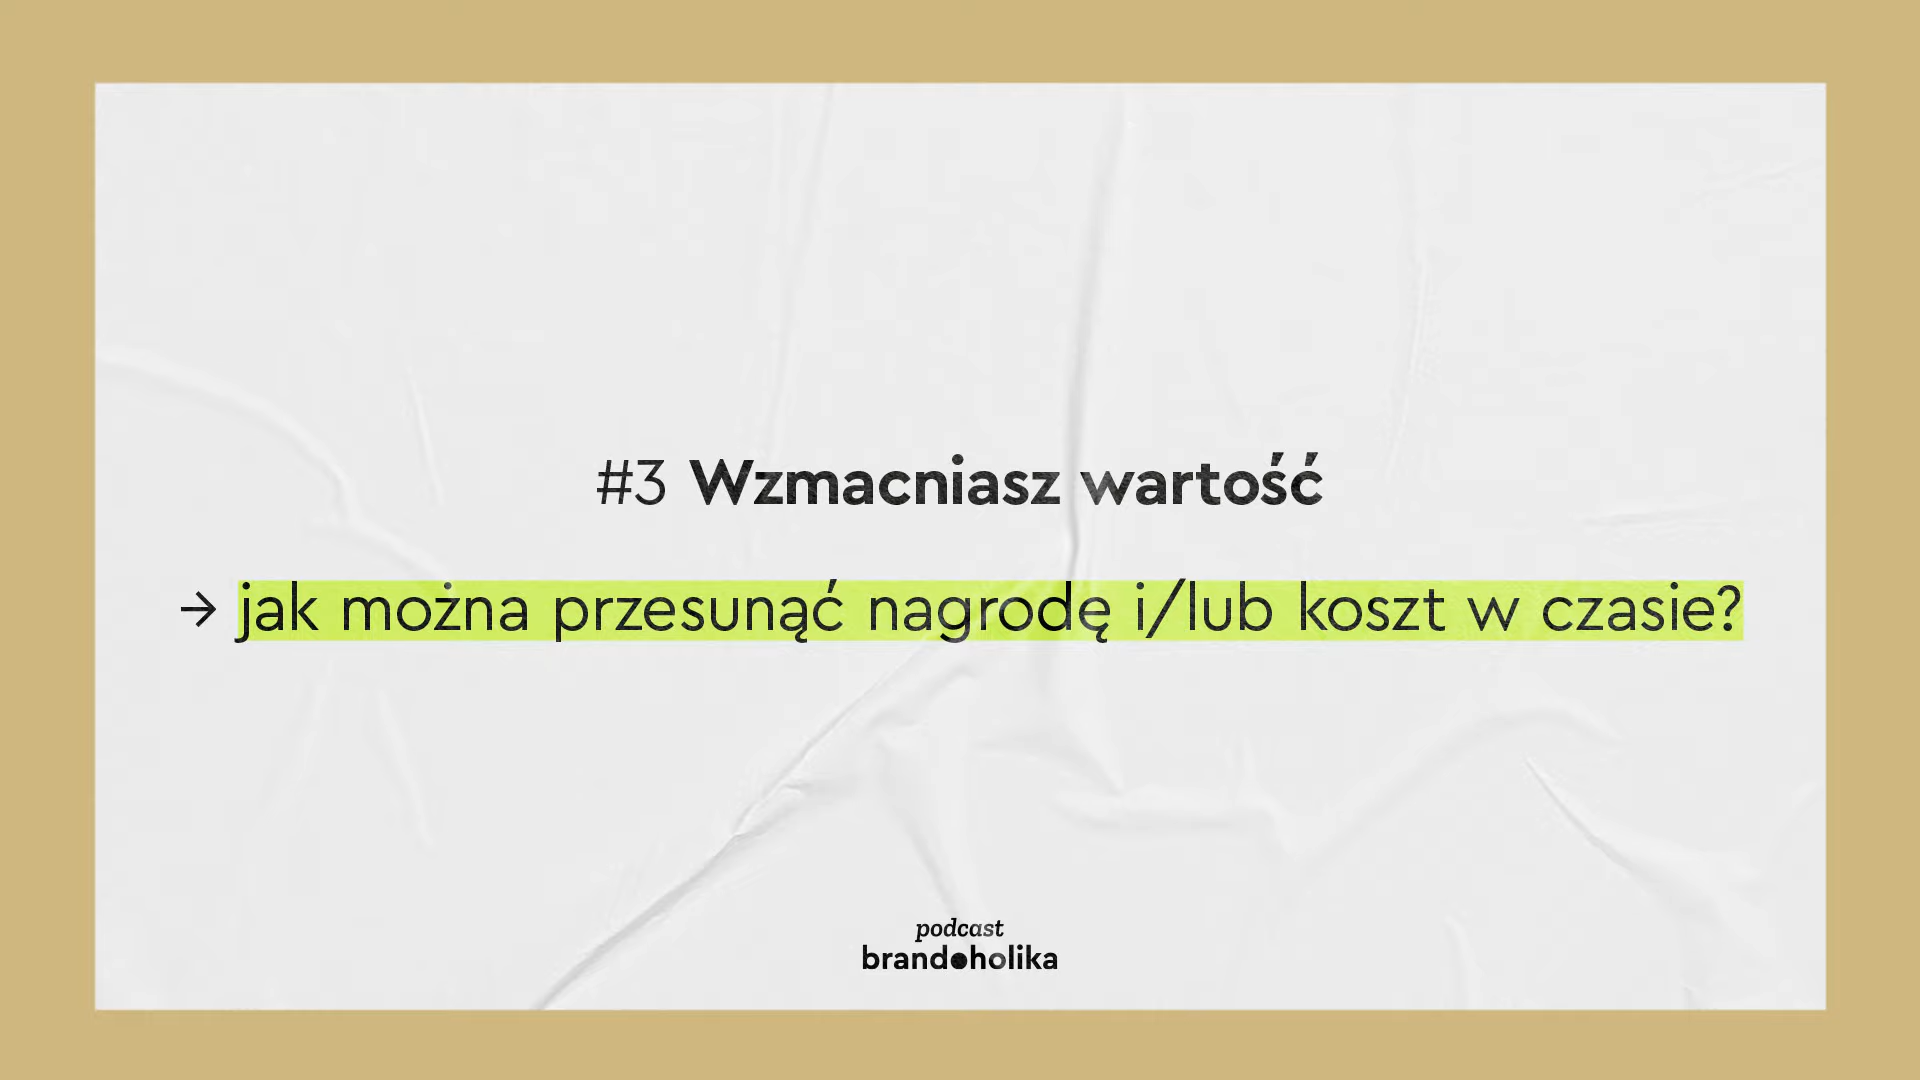 #3 Wzmacniasz wartość
→ jak można przesunąć nagrodę i/lub koszt w czasie?
podcast
brandoholika